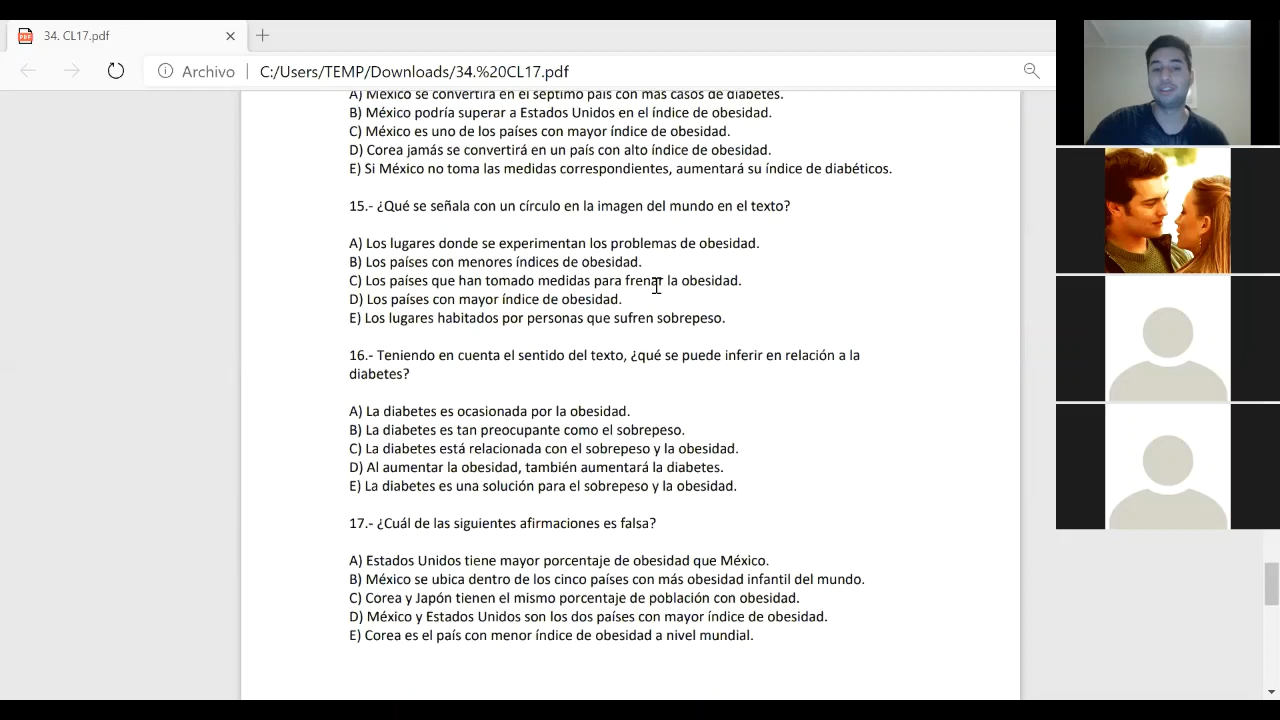 34. CL17.pdf
Archivo
C:/Users/TEMP/Downloads/34.%20CL17.pdf
A) México se convertirá en el séptimo país con más casos de diabetes.
B) México podría superar a Estados Unidos en el índice de obesidad.
C) México es uno de los países con mayor índice de obesidad.
D) Corea jamás se convertirá en un país con alto índice de obesidad.
E) Si México no toma las medidas correspondientes, aumentará su índice de diabéticos.
15.- ¿Qué se señala con un círculo en la imagen del mundo en el texto?
A) Los lugares donde se experimentan los problemas de obesidad.
B) Los países con menores índices de obesidad.
C) Los países que han tomado medidas para frenar la obesidad.
D) Los países con mayor índice de obesidad.
E) Los lugares habitados por personas que sufren sobrepeso.
16.- Teniendo en cuenta el sentido del texto, ¿qué se puede inferir en relación a la
diabetes?
A) La diabetes es ocasionada por la obesidad.
B) La diabetes es tan preocupante como el sobrepeso.
C) La diabetes está relacionada con el sobrepeso y la obesidad.
D) Al aumentar la obesidad, también aumentará la diabetes.
E) La diabetes es una solución para el sobrepeso y la obesidad.
17.- ¿Cuál de las siguientes afirmaciones es falsa?
A) Estados Unidos tiene mayor porcentaje de obesidad que México.
B) México se ubica dentro de los cinco países con más obesidad infantil del mundo.
C) Corea y Japón tienen el mismo porcentaje de población con obesidad.
D) México y Estados Unidos son los dos países con mayor índice de obesidad.
E) Corea es el país con menor índice de obesidad a nivel mundial.